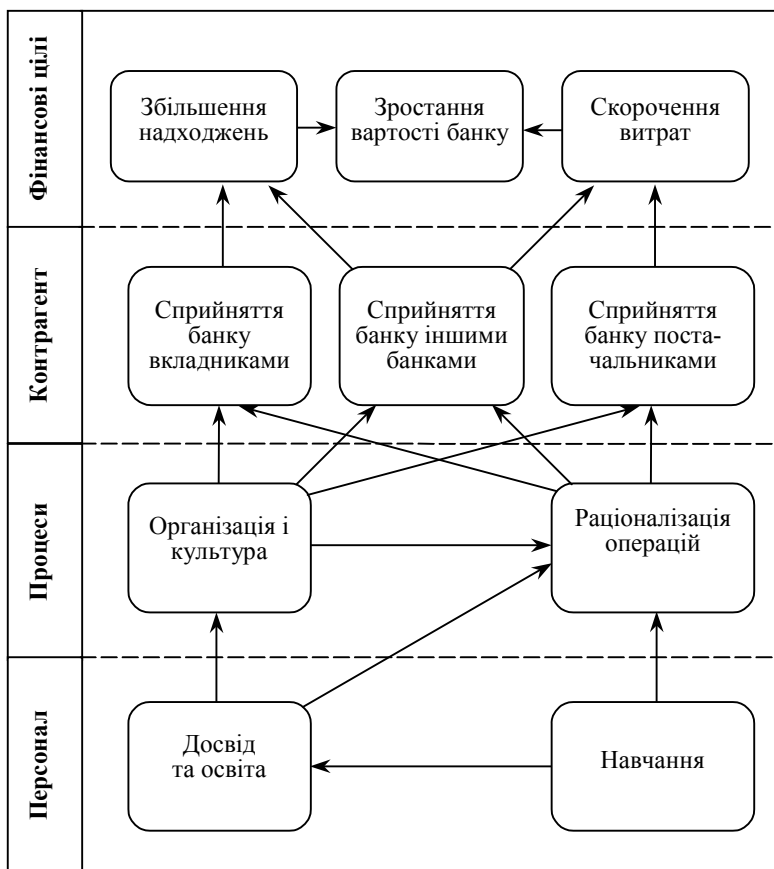 Фінансові цілі
Збільшення
надходжень
Зростання
вартості банку
Скорочення
витрат
Контрагент
Сприйняття
банку
вкладниками
Сприйняття
банку іншими
банками
Сприйняття
банку поста-
чальниками
Процеси
Організація і
культура
Раціоналізація
операцій
Персонал
Досвід
та освіта
Навчання